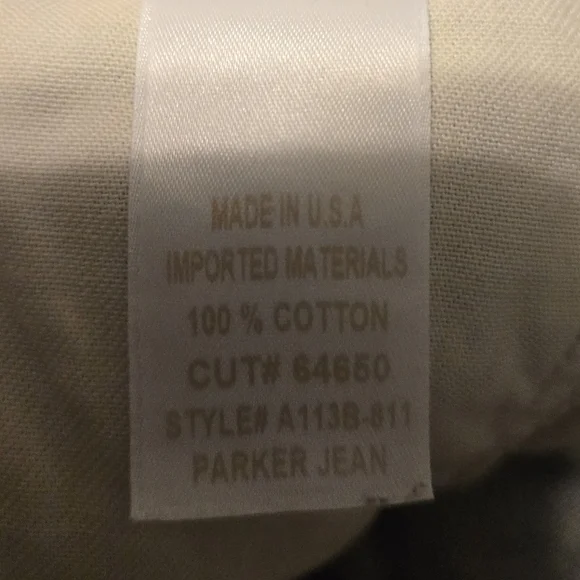 MADE IN U.S.A
IMPORTED MATERIALS
100 % COTTON
CUT# 64650
STYLE# A113B-811
PARKER JEAN